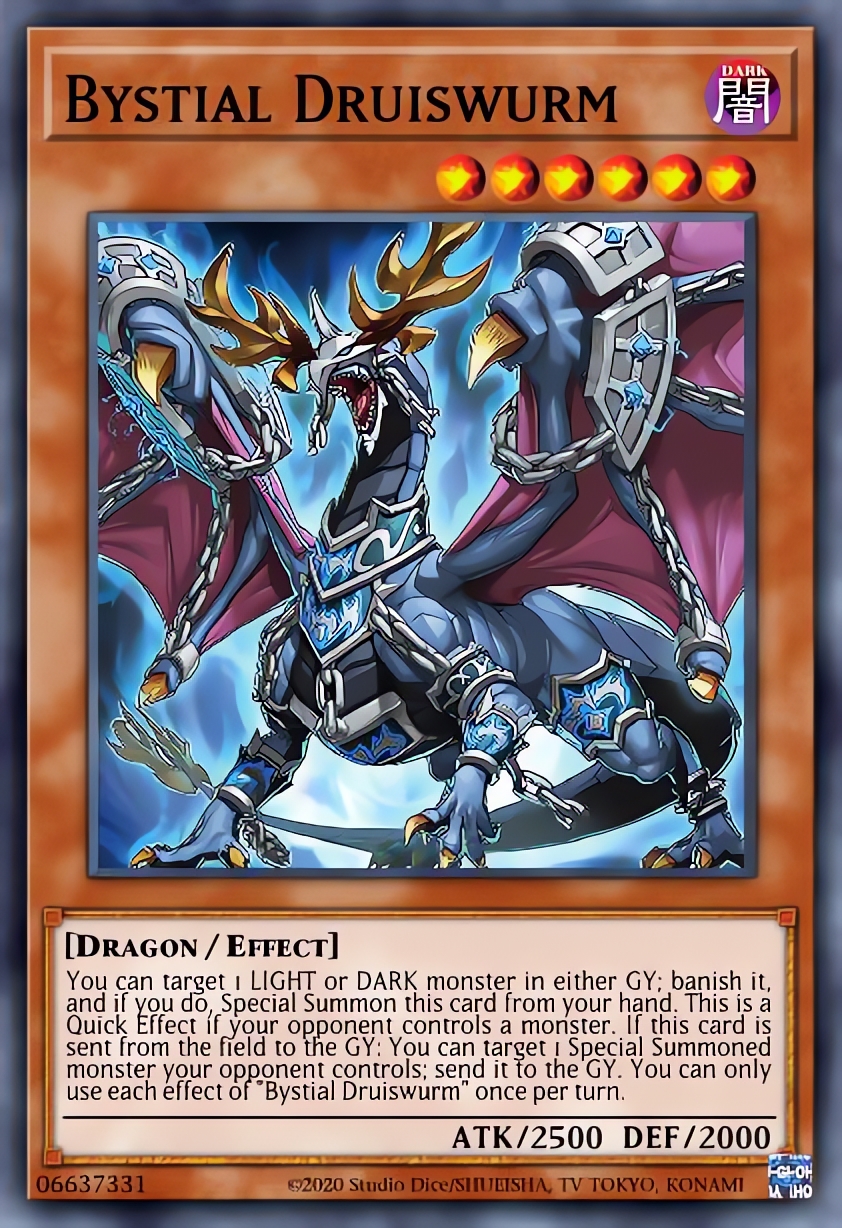 Bystial Druiswurm
DARK
闇
[Dragon / Effect]
You can target 1 LIGHT or DARK monster in either GY; banish it,
and if you do, Special Summon this card from your hand. This is a
Quick Effect if your opponent controls a monster. If this card is
sent from the field to the GY: You can target 1 Special Summoned
monster your opponent controls; send it to the GY. You can only
use each effect of "Bystial Druiswurm" once per turn.
ATK/2500 DEF/2000
06637331
©2020 Studio Dice/SHUEISHA, TV TOKYO, KONAMI